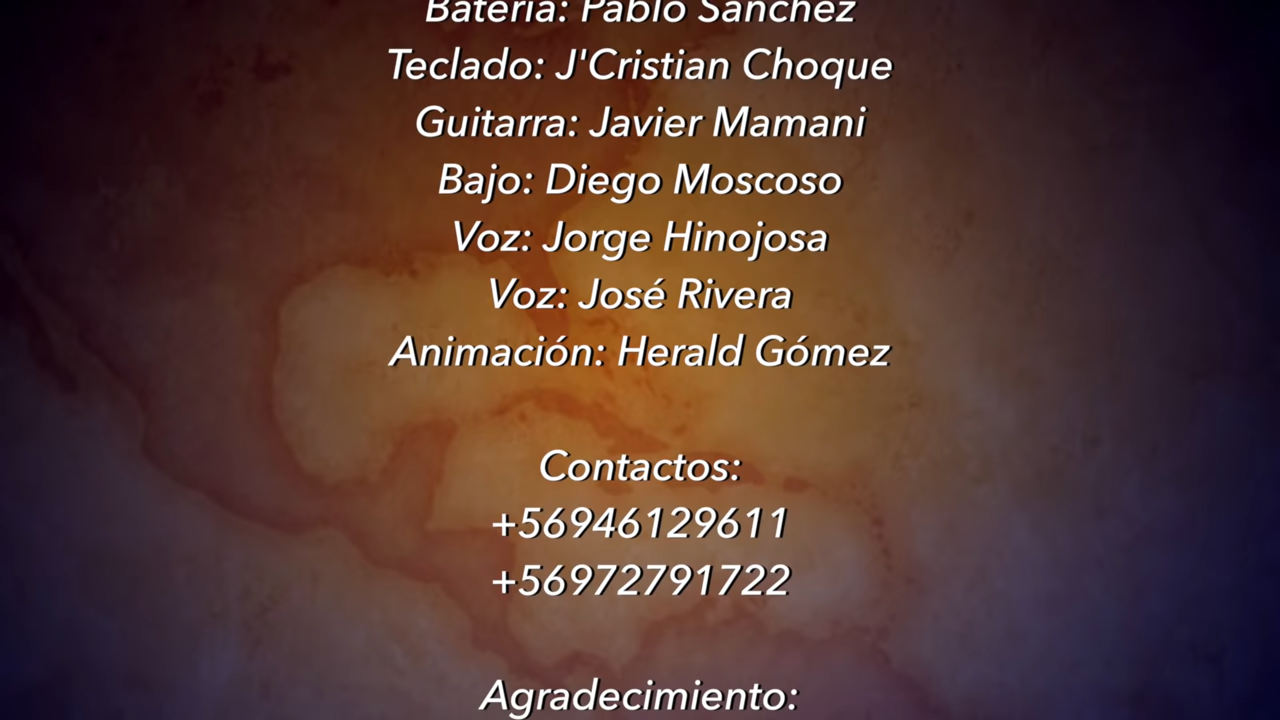 Batería: Pablo Sánchez
Teclado: J'Cristian Choque
Guitarra: Javier Mamani
Bajo: Diego Moscoso
Voz: Jorge Hinojosa
Voz: José Rivera
Animación: Herald Gómez
Contactos:
+56946129611
+56972791722
Agradecimiento: